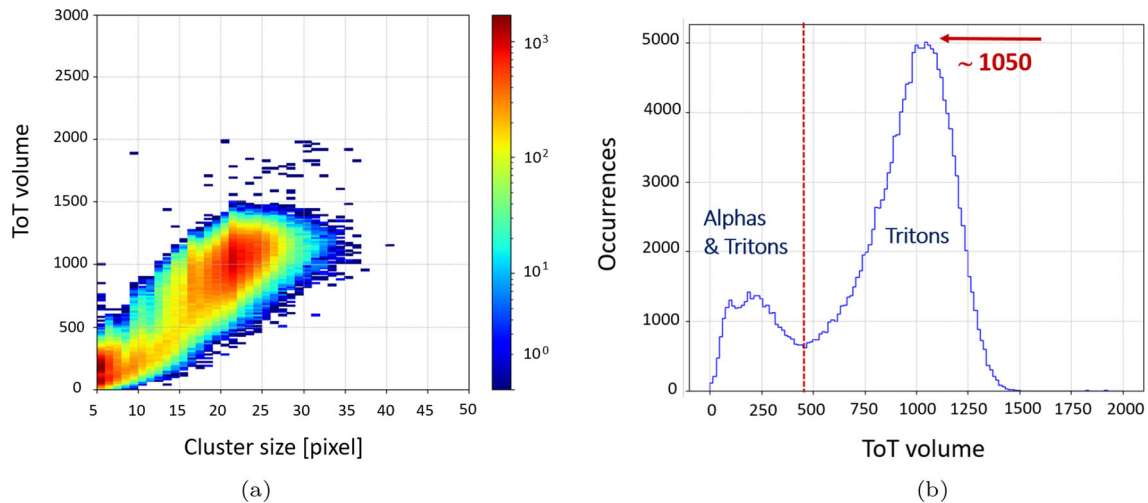 3000
2500
2000
1500
1000
500
0
ToT volume
5 10 15 20 25 30 35 40 45 50
Cluster size [pixel]
10³
10²
10¹
10⁰
(a)
5000
4000
3000
2000
1000
0
Occurrences
~ 1050
Alphas
& Tritons
Tritons
0 250 500 750 1000 1250 1500 1750 2000
ToT volume
(b)